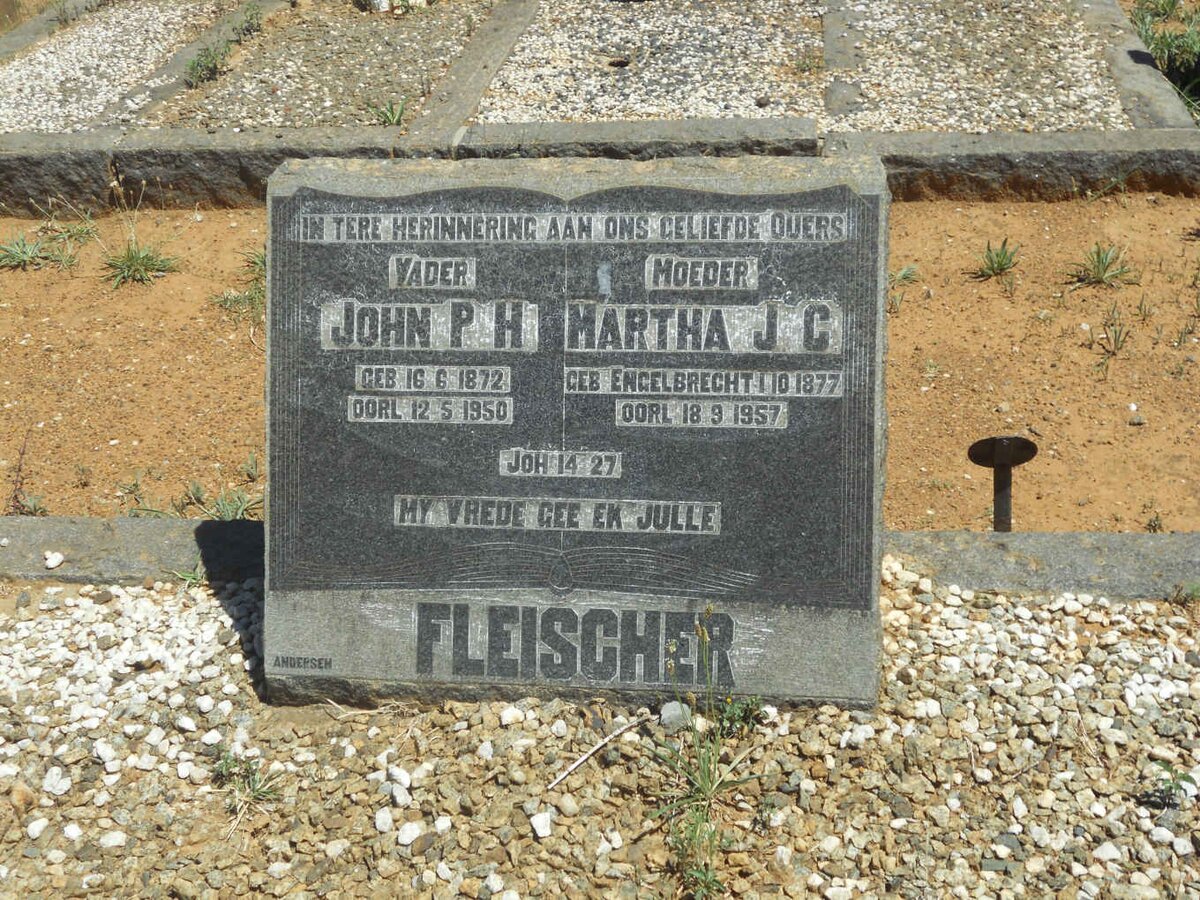 IN TERE HERINNERING AAN ONS GELIEFDE OUERS
VADER MOEDER
JOHN P H MARTHA J C
GEB 16 6 1872 GEB ENGELBRECHT 1 10 1877
OORL 12 5 1950 OORL 18 9 1957
JOH 14 27
MY VREDE GEE EK JULLE
FLEISCHER
ANDERSEN